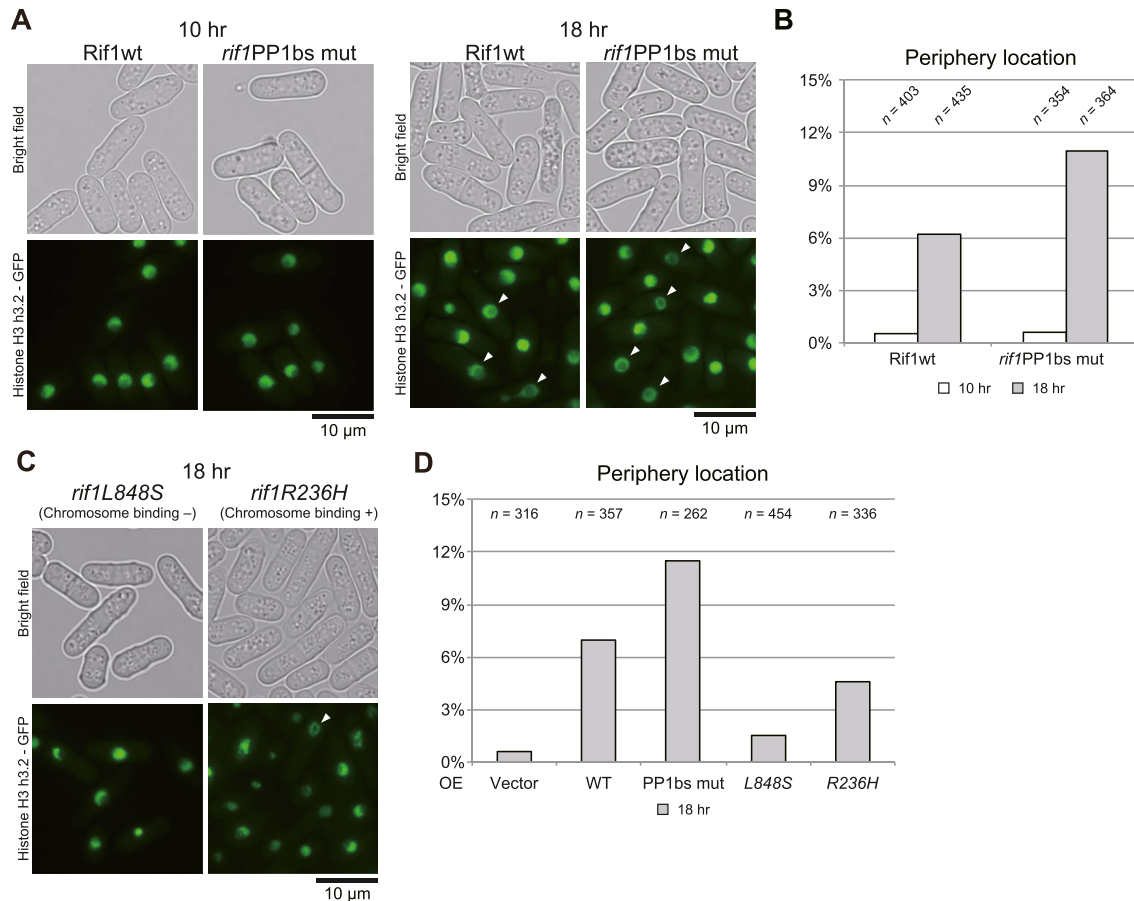 A
10 hr
Rif1wt
rif1PP1bs mut
18 hr
Rif1wt
rif1PP1bs mut
Bright field
Bright field
Histone H3 h3.2 - GFP
Histone H3 h3.2 - GFP
10 µm
10 µm
B
Periphery location
15%
12%
9%
6%
3%
0%
n = 403
n = 435
n = 354
n = 364
Rif1wt
rif1PP1bs mut
10 hr
18 hr
C
18 hr
rif1L848S
(Chromosome binding –)
rif1R236H
(Chromosome binding +)
Bright field
Histone H3 h3.2 - GFP
10 µm
D
Periphery location
15%
12%
9%
6%
3%
0%
n = 316
n = 357
n = 262
n = 454
n = 336
OE
Vector
WT
PP1bs mut
L848S
R236H
18 hr